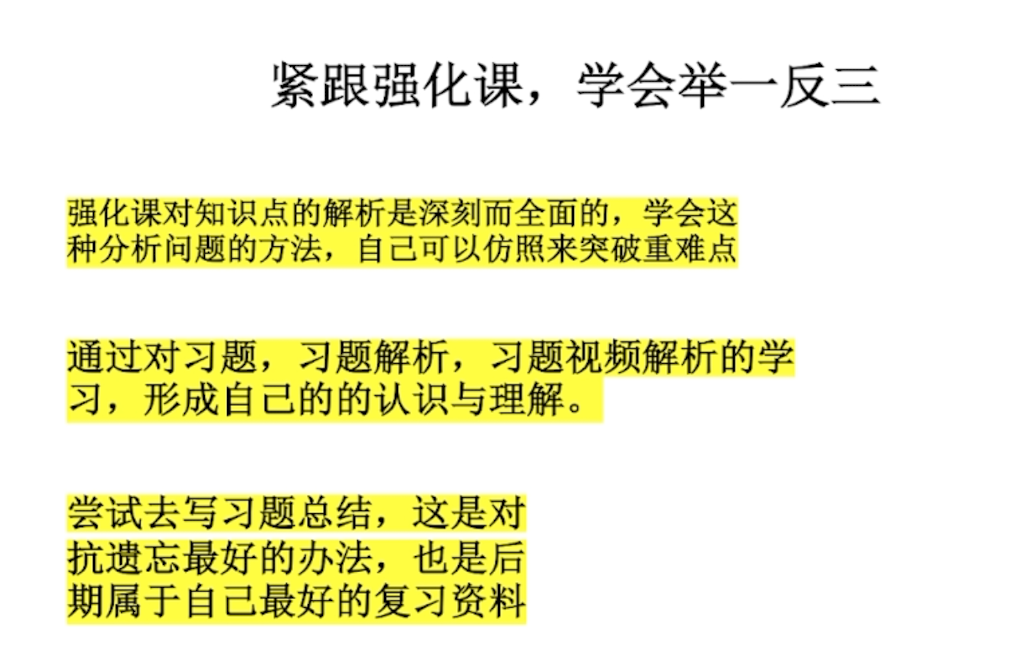 紧跟强化课，学会举一反三
强化课对知识点的解析是深刻而全面的，学会这
种分析问题的方法，自己可以仿照来突破重难点
通过对习题，习题解析，习题视频解析的学
习，形成自己的的认识与理解。
尝试去写习题总结，这是对
抗遗忘最好的办法，也是后
期属于自己最好的复习资料